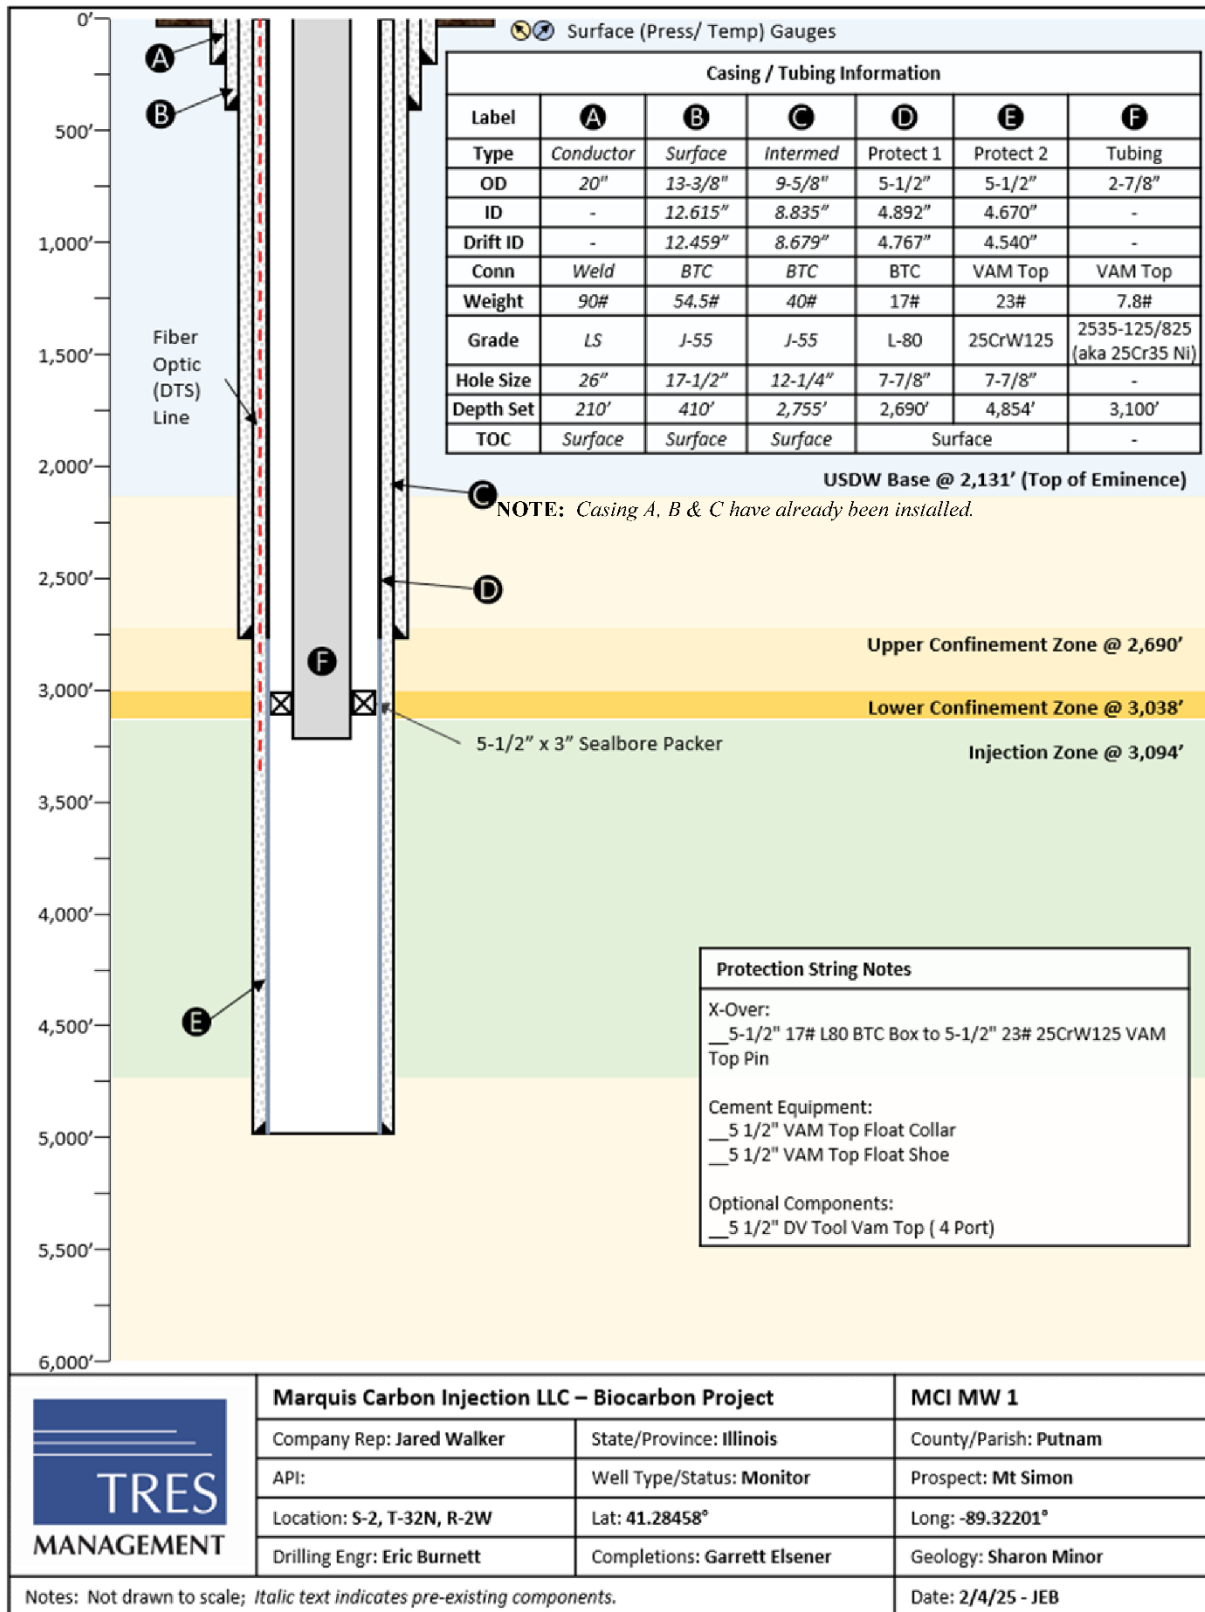 0’
Surface (Press/ Temp) Gauges
Casing / Tubing Information
Label A B C D E F
Type Conductor Surface Intermed Protect 1 Protect 2 Tubing
OD 20" 13-3/8” 9-5/8” 5-1/2” 5-1/2” 2-7/8”
ID - 12.615” 8.835” 4.892” 4.670” -
Drift ID - 12.459” 8.679” 4.767” 4.540” -
Conn Weld BTC BTC BTC VAM Top VAM Top
Weight 90# 54.5# 40# 17# 23# 7.8#
Grade LS J-55 J-55 L-80 25CrW125 2535-125/825
(aka 25Cr35 Ni)
Hole Size 26” 17-1/2” 12-1/4” 7-7/8” 7-7/8” -
Depth Set 210’ 410’ 2,755’ 2,690’ 4,854’ 3,100’
TOC Surface Surface Surface Surface -
A
B
500’
1,000’
Fiber
Optic
(DTS)
Line
1,500’
2,000’
USDW Base @ 2,131’ (Top of Eminence)
C
NOTE: Casing A, B & C have already been installed.
2,500’
D
Upper Confinement Zone @ 2,690’
F
3,000’
Lower Confinement Zone @ 3,038’
5-1/2” x 3” Sealbore Packer
Injection Zone @ 3,094’
3,500’
4,000’
4,500’
E
5,000’
5,500’
6,000’
Protection String Notes
X-Over:
__5-1/2" 17# L80 BTC Box to 5-1/2" 23# 25CrW125 VAM
Top Pin
Cement Equipment:
__5 1/2" VAM Top Float Collar
__5 1/2" VAM Top Float Shoe
Optional Components:
__5 1/2" DV Tool Vam Top ( 4 Port)
TRES
MANAGEMENT
Marquis Carbon Injection LLC – Biocarbon Project MCI MW 1
Company Rep: Jared Walker State/Province: Illinois County/Parish: Putnam
API: Well Type/Status: Monitor Prospect: Mt Simon
Location: S-2, T-32N, R-2W Lat: 41.28458° Long: -89.32201°
Drilling Engr: Eric Burnett Completions: Garrett Elsener Geology: Sharon Minor
Notes: Not drawn to scale; Italic text indicates pre-existing components. Date: 2/4/25 - JEB